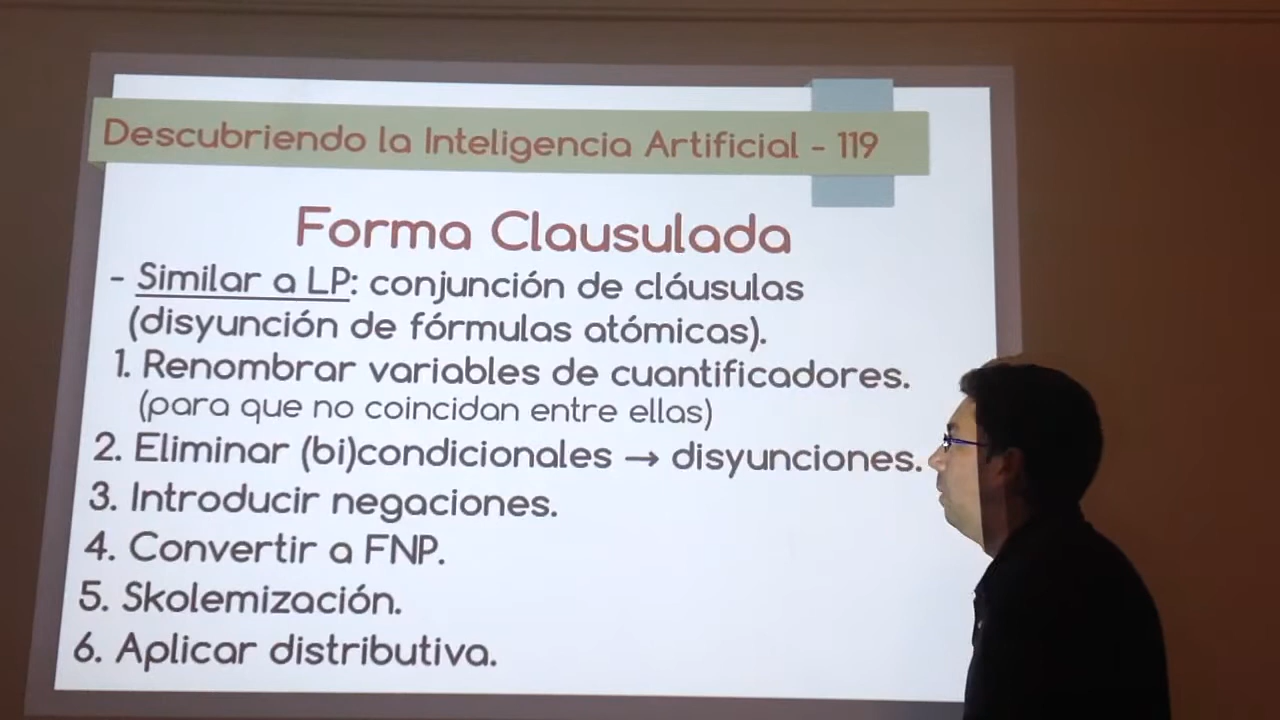 Descubriendo la Inteligencia Artificial - 119
Forma Clausulada
- Similar a LP: conjunción de cláusulas
(disyunción de fórmulas atómicas).
1. Renombrar variables de cuantificadores.
(para que no coincidan entre ellas)
2. Eliminar (bi)condicionales → disyunciones.
3. Introducir negaciones.
4. Convertir a FNP.
5. Skolemización.
6. Aplicar distributiva.